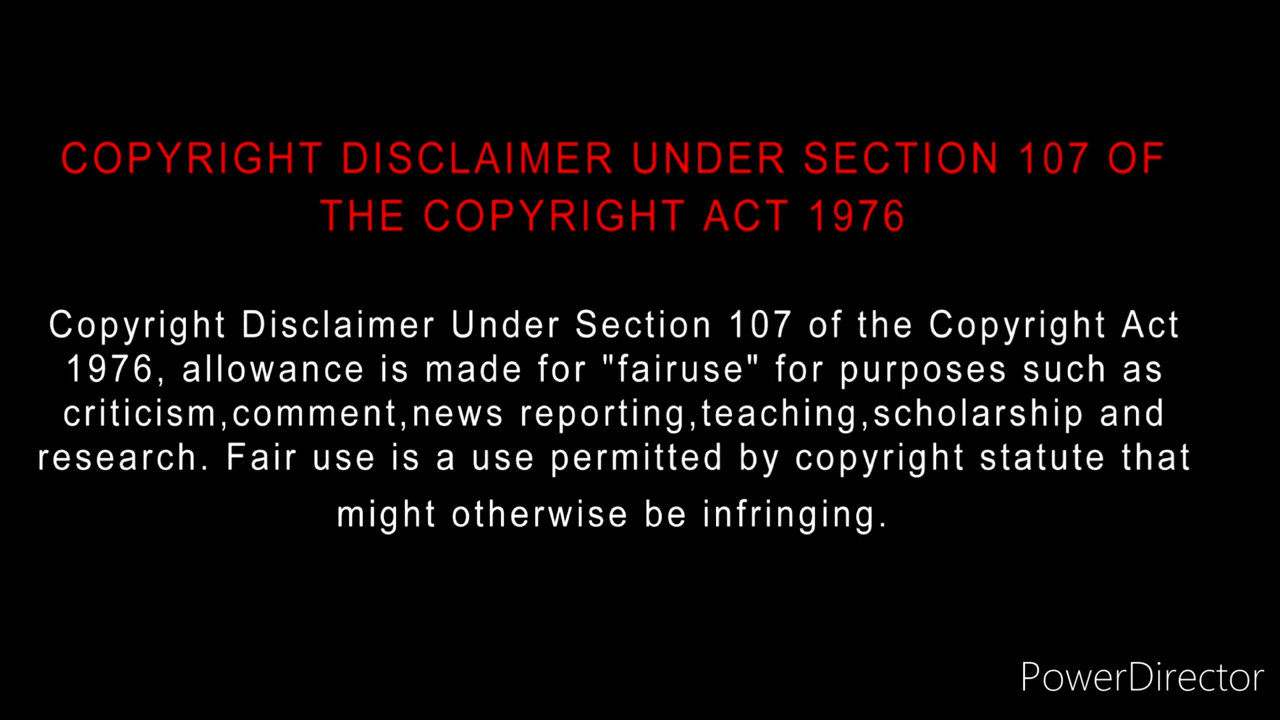 COPYRIGHT DISCLAIMER UNDER SECTION 107 OF
THE COPYRIGHT ACT 1976
Copyright Disclaimer Under Section 107 of the Copyright Act
1976, allowance is made for "fairuse" for purposes such as
criticism,comment,news reporting,teaching,scholarship and
research. Fair use is a use permitted by copyright statute that
might otherwise be infringing.
PowerDirector